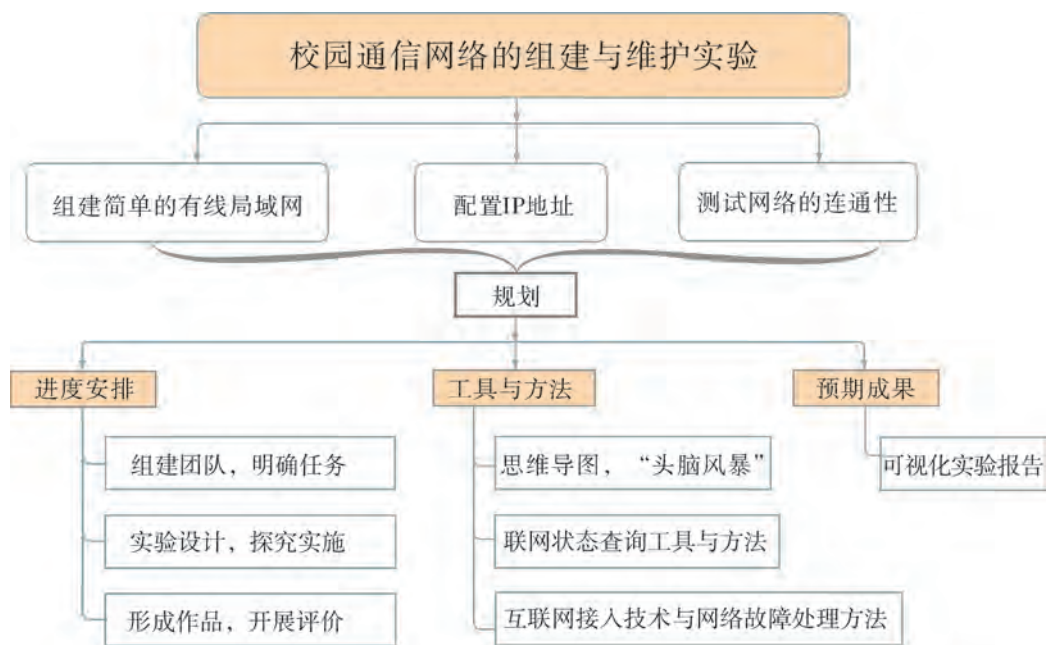 校园通信网络的组建与维护实验
组建简单的有线局域网
配置IP地址
测试网络的连通性
规划
进度安排
工具与方法
预期成果
组建团队，明确任务
思维导图，“头脑风暴”
可视化实验报告
实验设计，探究实施
联网状态查询工具与方法
形成作品，开展评价
互联网接入技术与网络故障处理方法